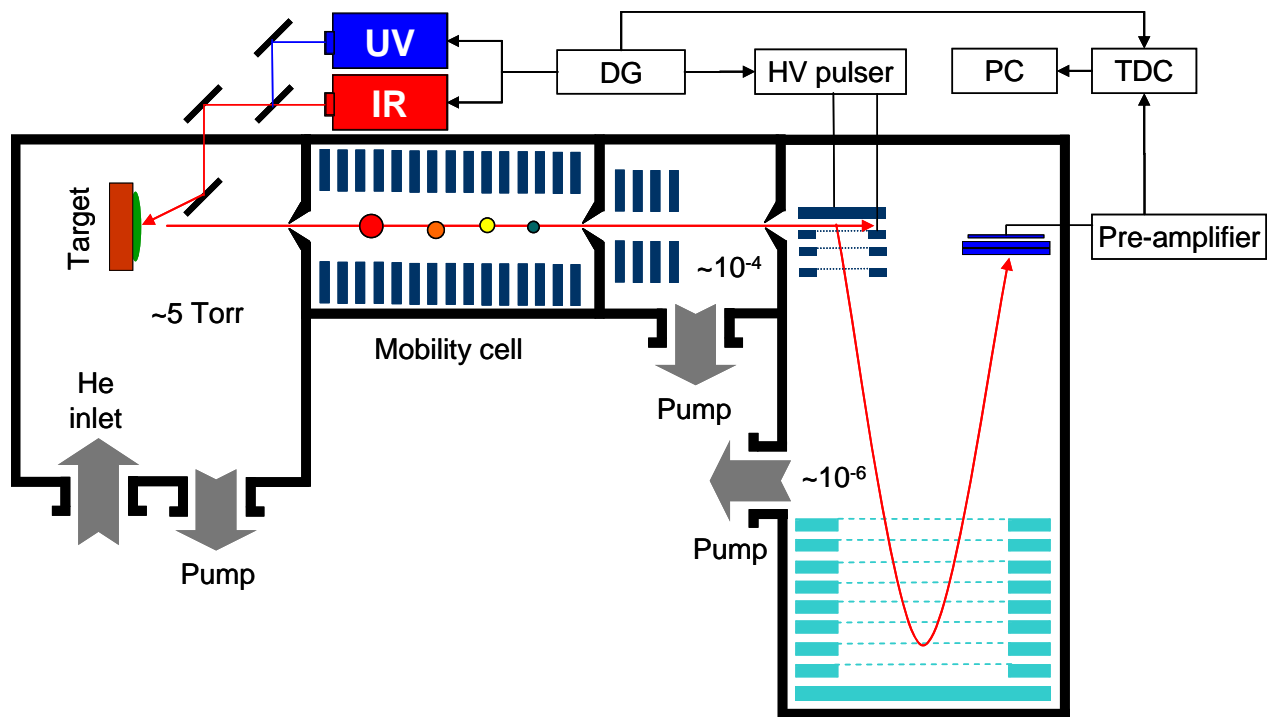 UV
IR
DG
HV pulser
PC
TDC
Target
~5 Torr
Mobility cell
~10⁻⁴
Pre-amplifier
He
inlet
Pump
Pump
~10⁻⁶
Pump